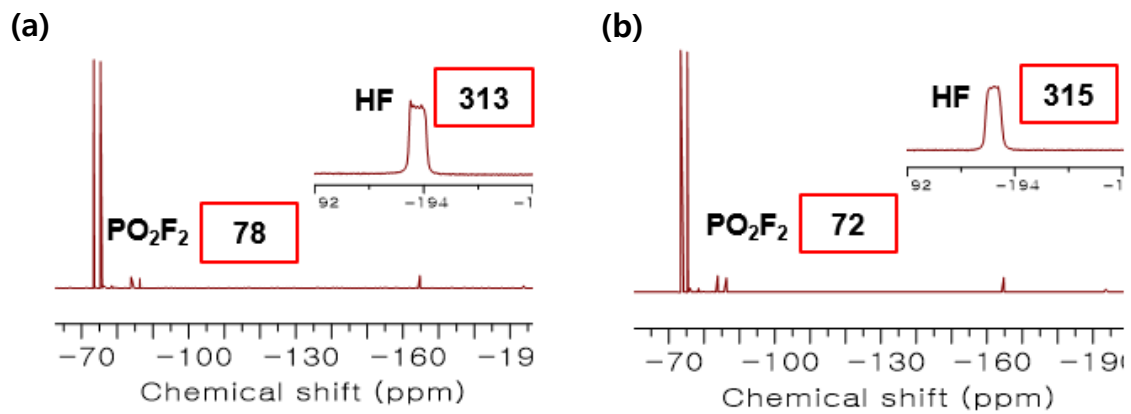 (a)
HF 313
92 -194 -1
PO₂F₂ 78
-70 -100 -130 -160 -19
Chemical shift (ppm)
(b)
HF 315
92 -194 -1
PO₂F₂ 72
-70 -100 -130 -160 -190
Chemical shift (ppm)